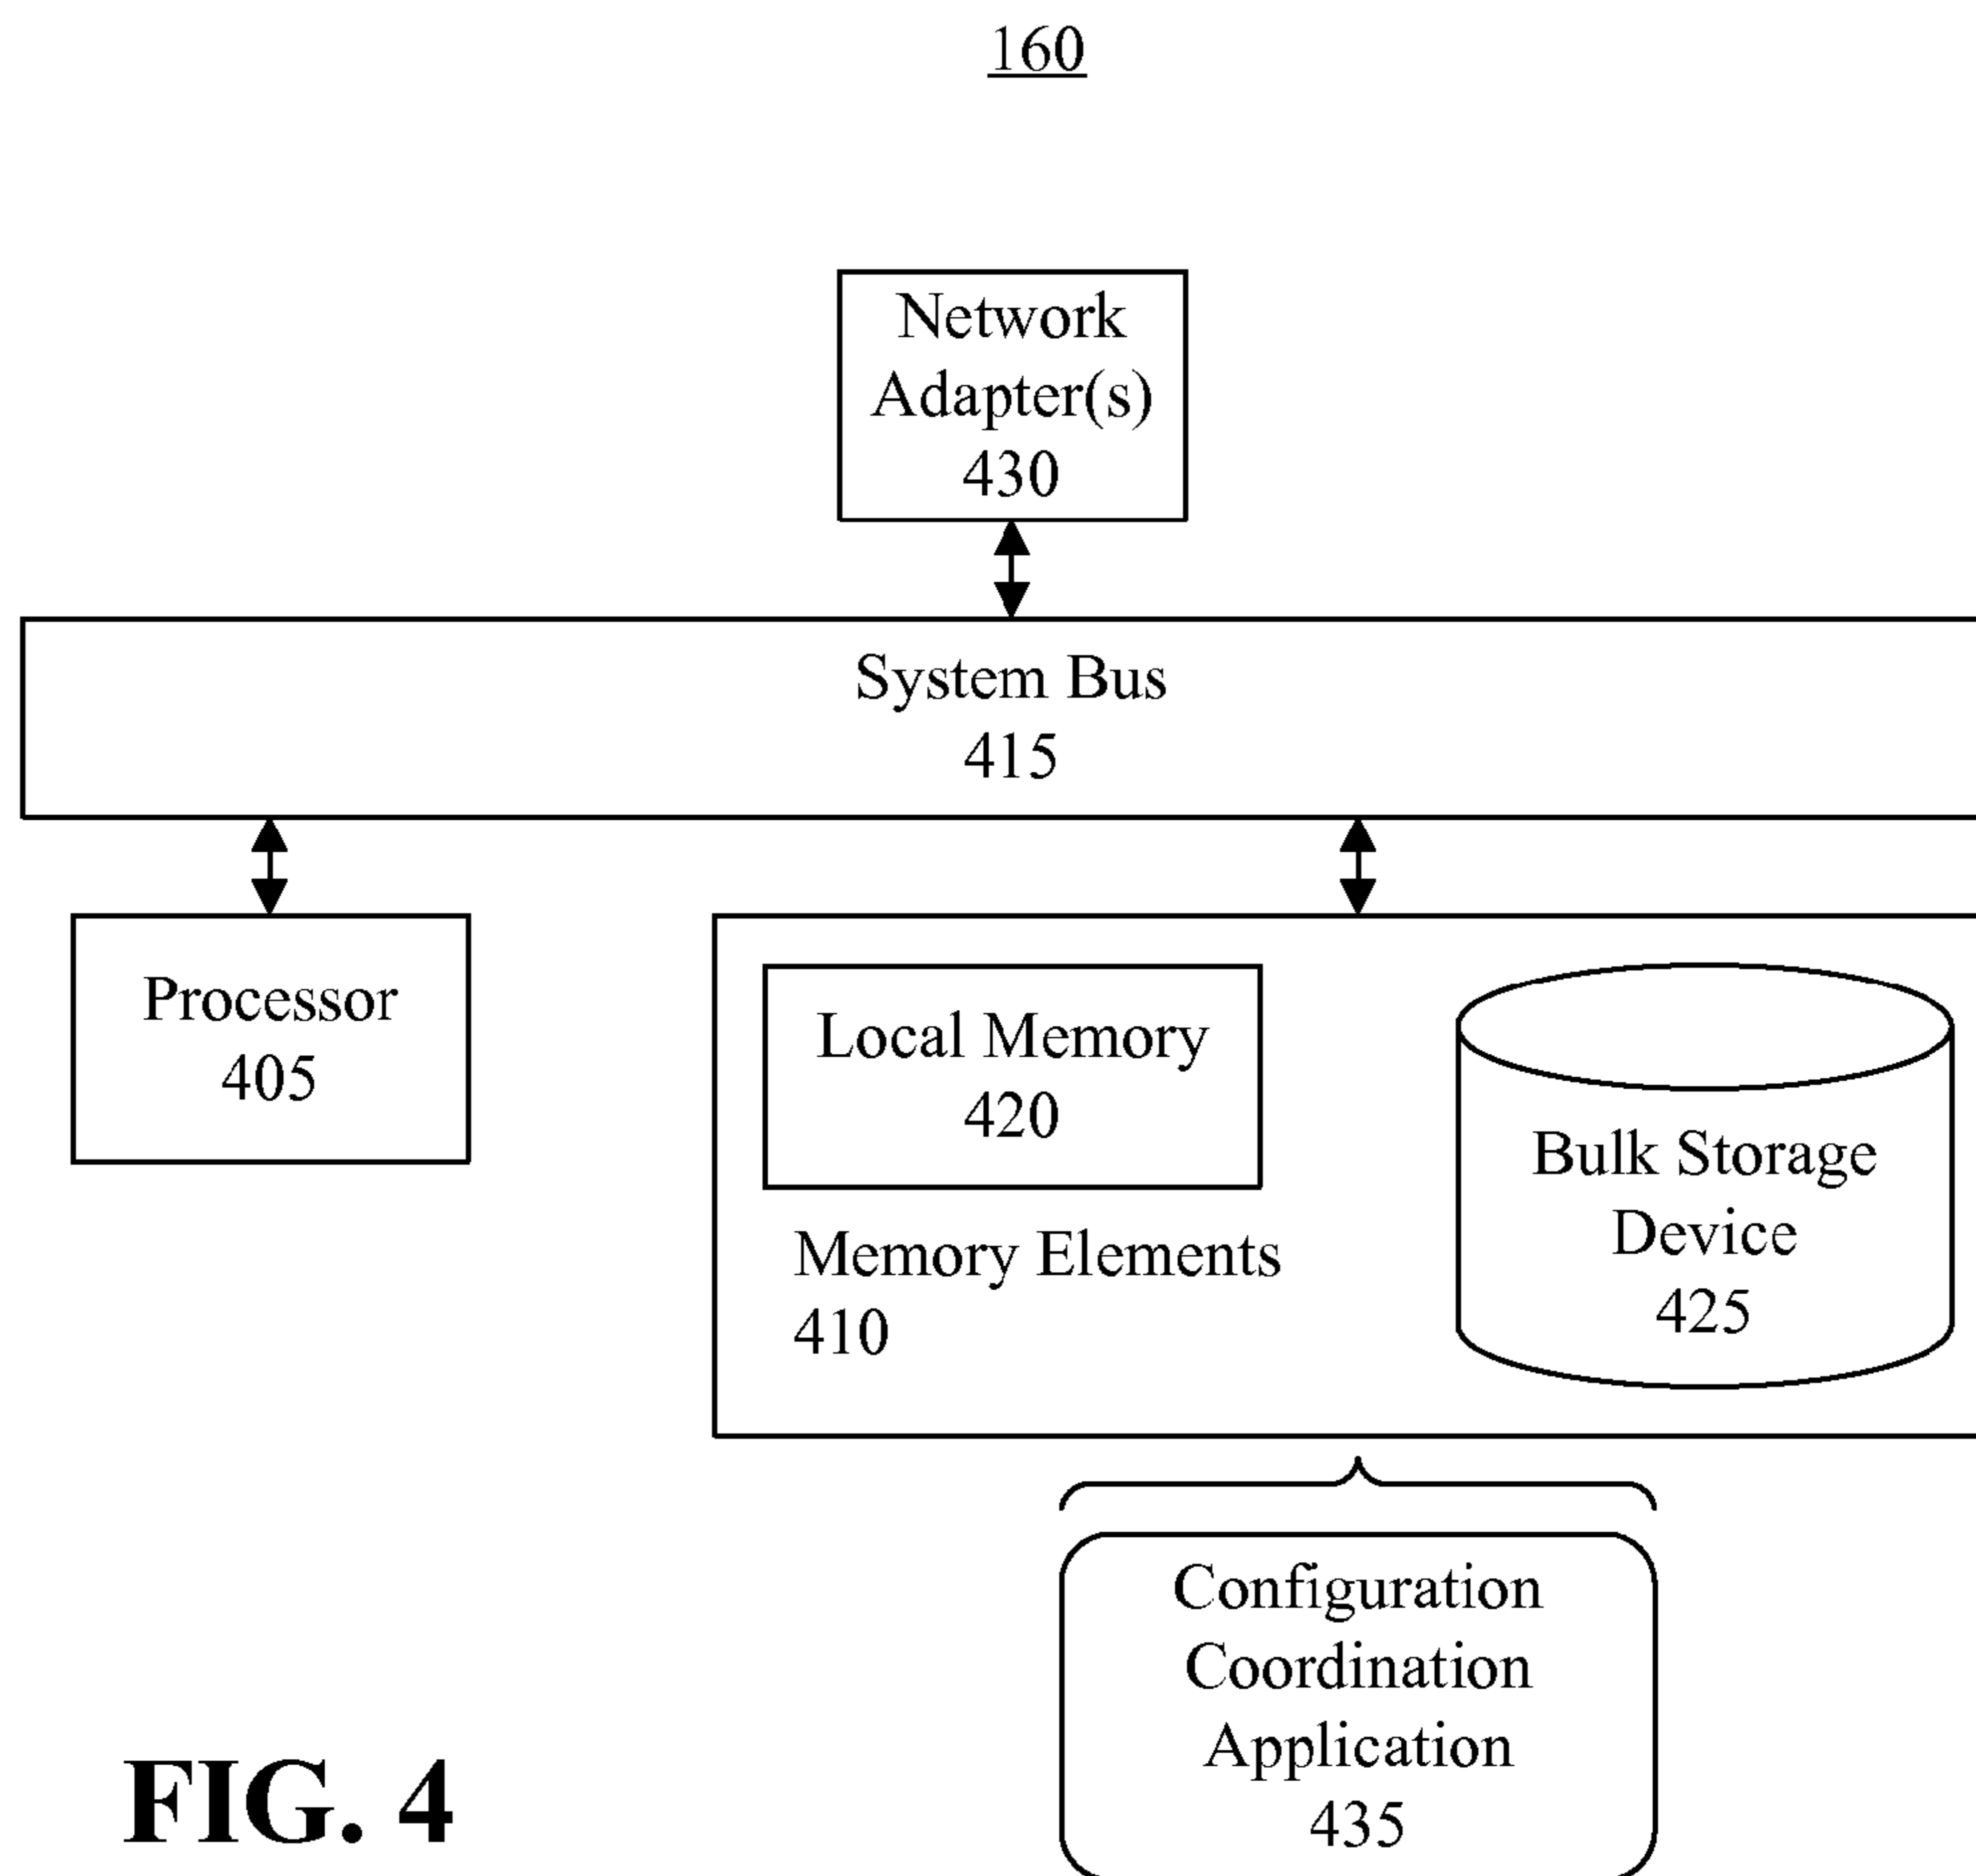 160
Network
Adapter(s)
430
System Bus
415
Processor
405
Local Memory
420
Memory Elements
410
Bulk Storage
Device
425
Configuration
Coordination
Application
435
FIG. 4